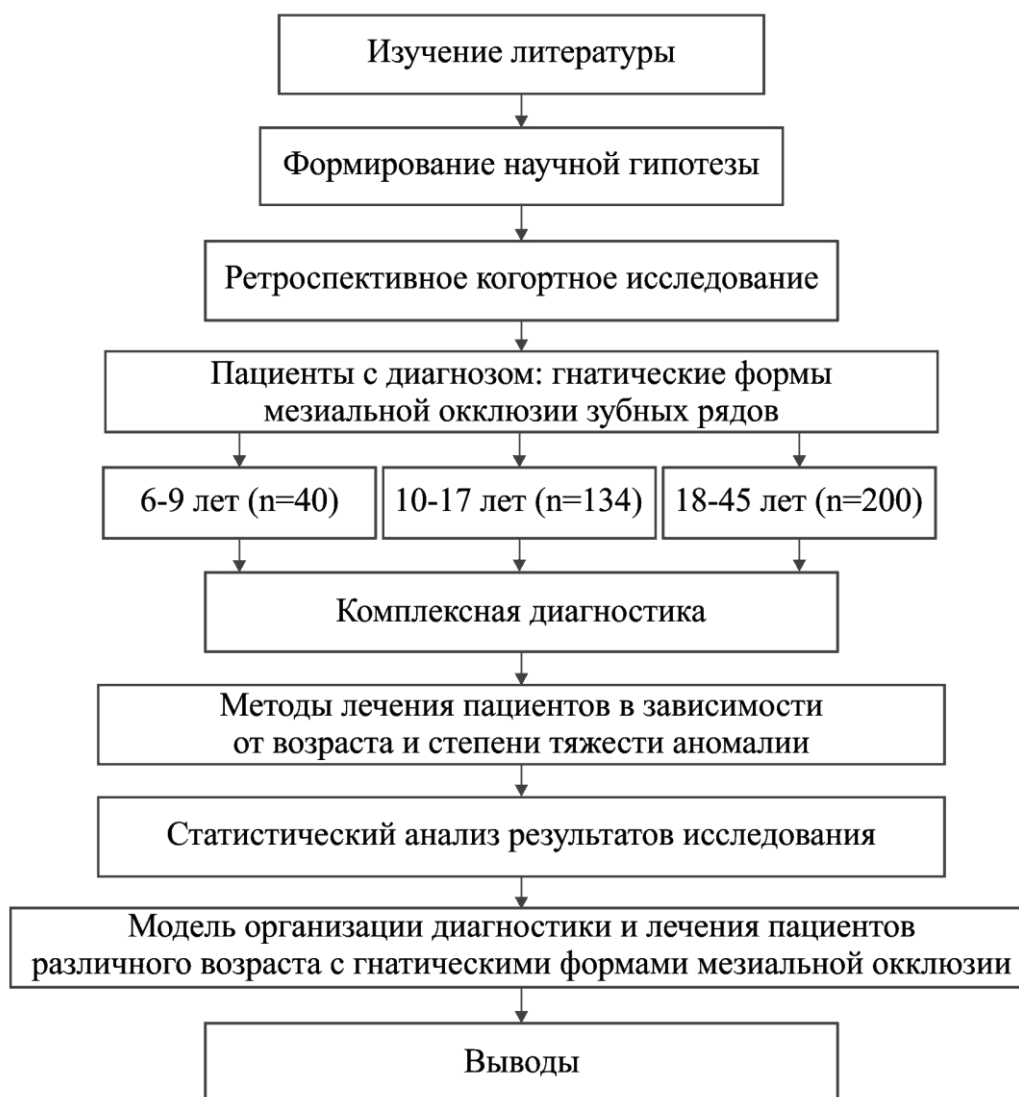 Изучение литературы
Формирование научной гипотезы
Ретроспективное когортное исследование
Пациенты с диагнозом: гнатические формы
мезиальной окклюзии зубных рядов
6-9 лет (n=40)
10-17 лет (n=134)
18-45 лет (n=200)
Комплексная диагностика
Методы лечения пациентов в зависимости
от возраста и степени тяжести аномалии
Статистический анализ результатов исследования
Модель организации диагностики и лечения пациентов
различного возраста с гнатическими формами мезиальной окклюзии
Выводы